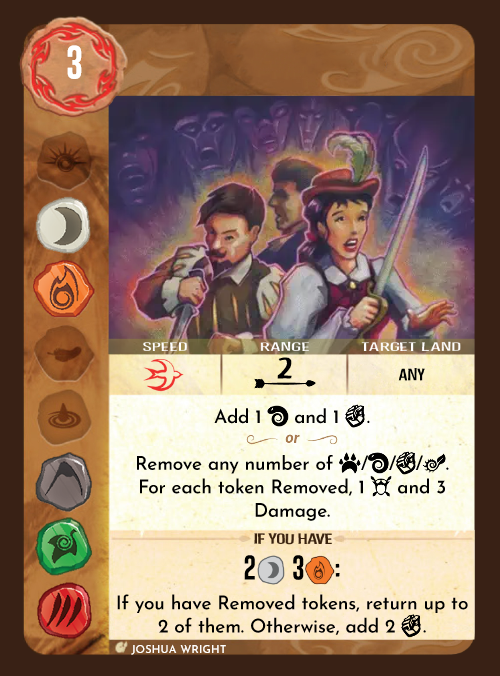 3
SPEED RANGE TARGET LAND
2 ANY
Add 1 and 1 .
or
Remove any number of / / / .
For each token Removed, 1 and 3
Damage.
IF YOU HAVE
2 3 :
If you have Removed tokens, return up to
2 of them. Otherwise, add 2 .
JOSHUA WRIGHT